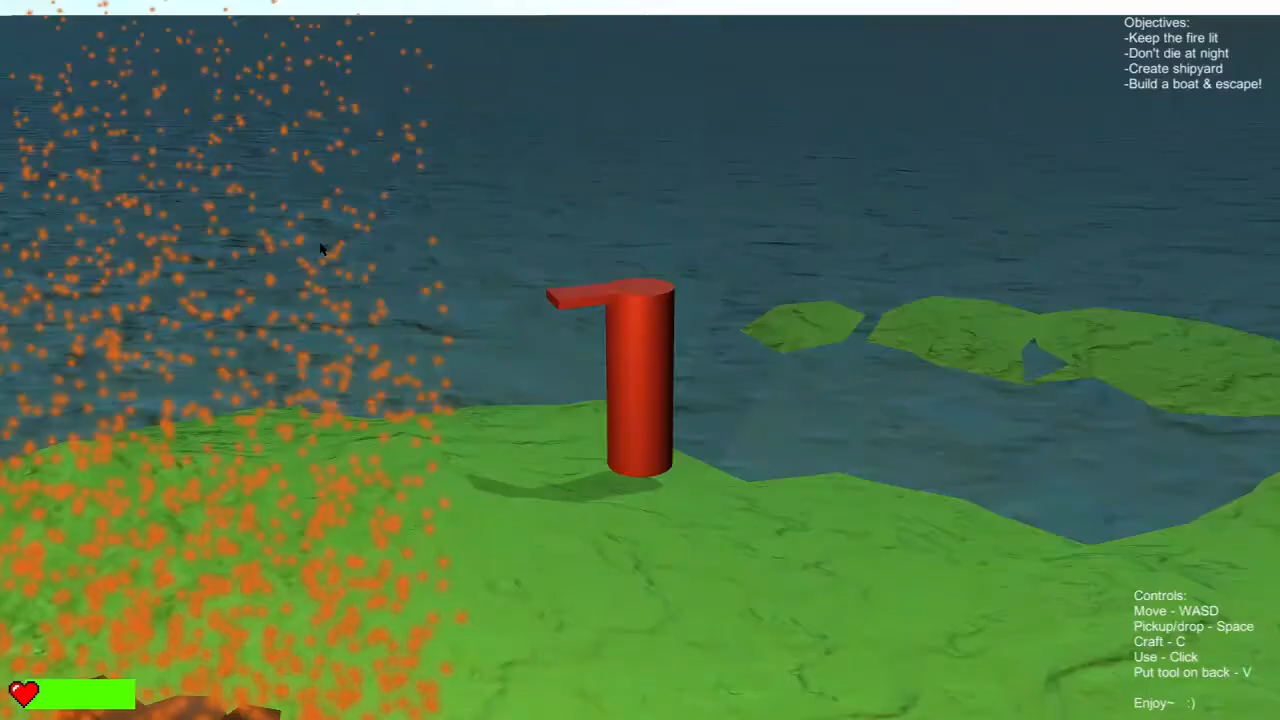 Objectives:
-Keep the fire lit
-Don't die at night
-Create shipyard
-Build a boat & escape!
Controls:
Move - WASD
Pickup/drop - Space
Craft - C
Use - Click
Put tool on back - V
Enjoy~   :)